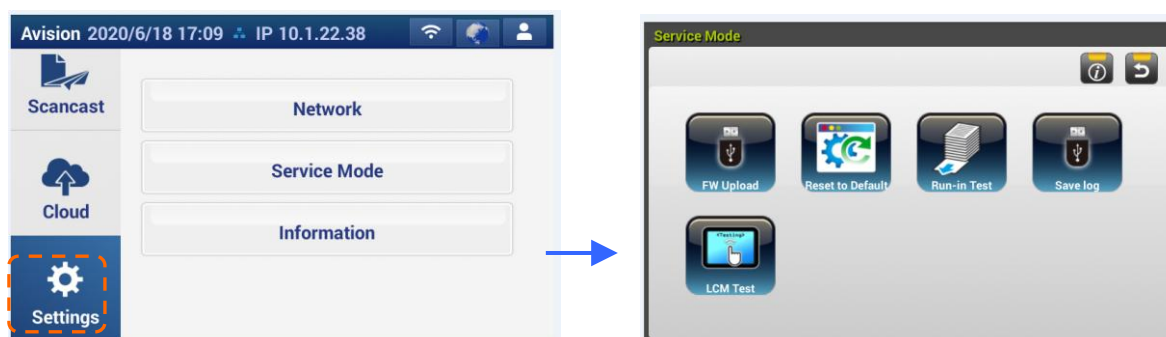 Avision 2020/6/18 17:09 IP 10.1.22.38
Scancast
Cloud
Settings
Network
Service Mode
Information
Service Mode
FW Upload
Reset to Default
Run-in Test
Save log
<Testing>
LCM Test